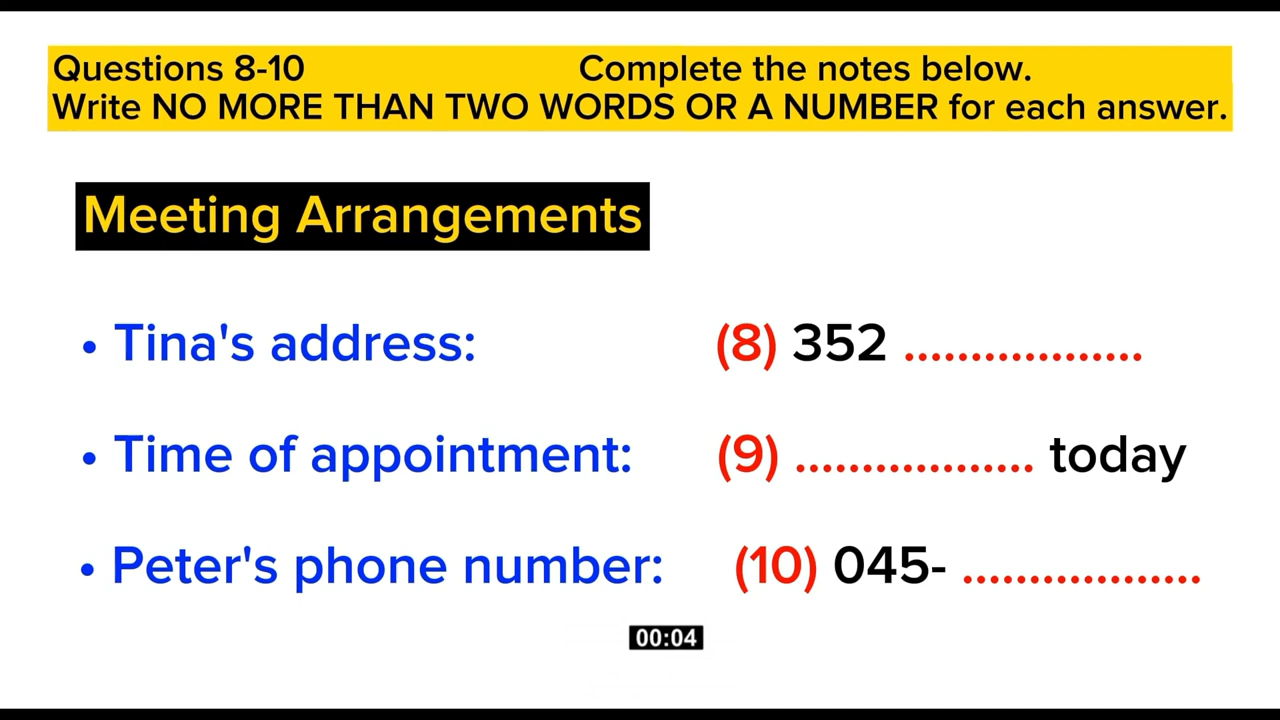 Questions 8-10 Complete the notes below.
Write NO MORE THAN TWO WORDS OR A NUMBER for each answer.
Meeting Arrangements
• Tina's address: (8) 352 ..................
• Time of appointment: (9) .................. today
• Peter's phone number: (10) 045- ..................
00:04